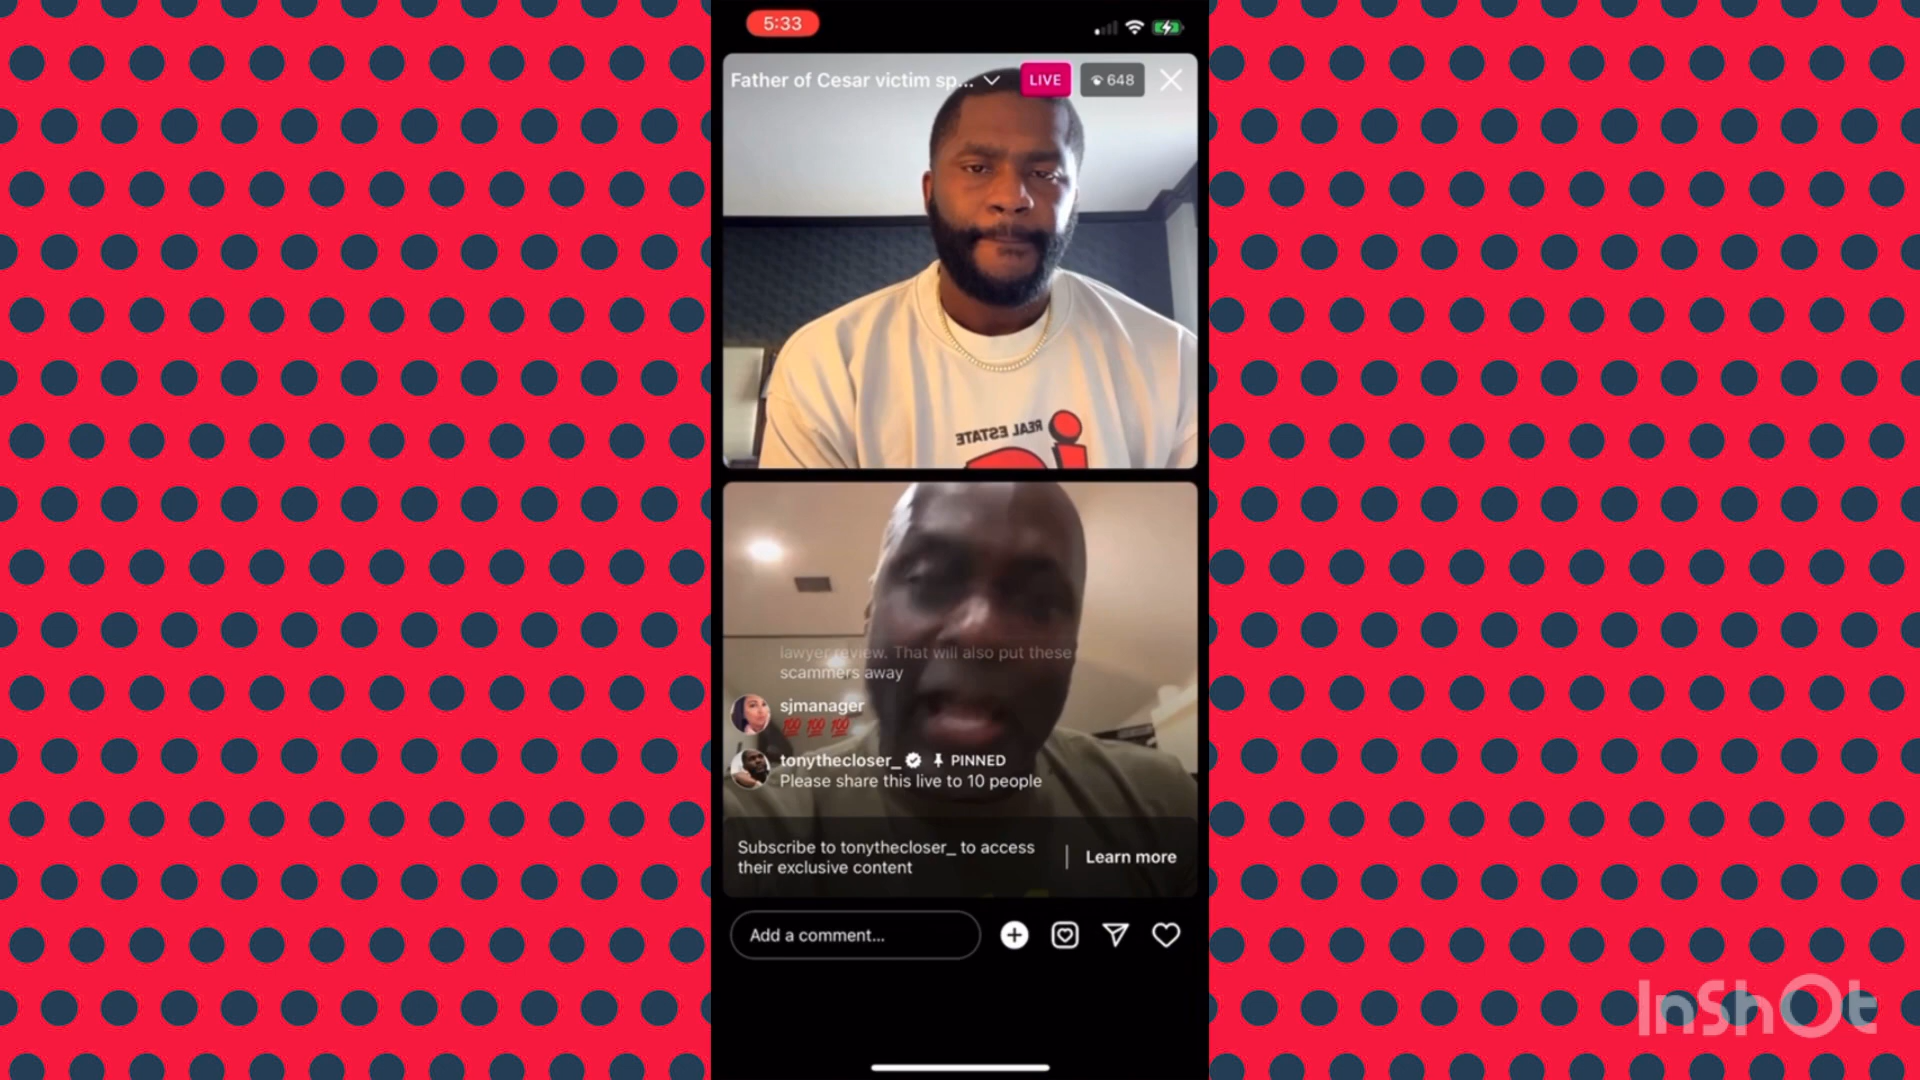 5:33
Father of Cesar victim sp...
LIVE
648
REAL ESTATE
lawyer review. That will also put these
scammers away
sjmanager
💯 💯 💯
tonythecloser_ PINNED
Please share this live to 10 people
Subscribe to tonythecloser_ to access
their exclusive content
Learn more
Add a comment...
InShOt